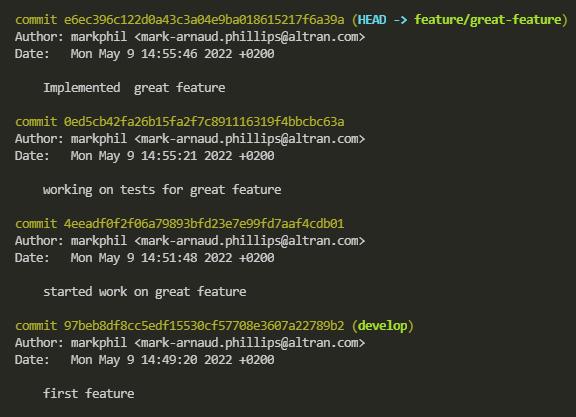 commit e6ec396c122d0a43c3a04e9ba018615217f6a39a (HEAD -> feature/great-feature)
Author: markphil <mark-arnaud.phillips@altran.com>
Date:   Mon May 9 14:55:46 2022 +0200
Implemented  great feature
commit 0ed5cb42fa26b15fa2f7c891116319f4bbcbc63a
Author: markphil <mark-arnaud.phillips@altran.com>
Date:   Mon May 9 14:55:21 2022 +0200
working on tests for great feature
commit 4eeadf0f2f06a79893bfd23e7e99fd7aaf4cdb01
Author: markphil <mark-arnaud.phillips@altran.com>
Date:   Mon May 9 14:51:48 2022 +0200
started work on great feature
commit 97beb8df8cc5edf15530cf57708e3607a22789b2 (develop)
Author: markphil <mark-arnaud.phillips@altran.com>
Date:   Mon May 9 14:49:20 2022 +0200
first feature